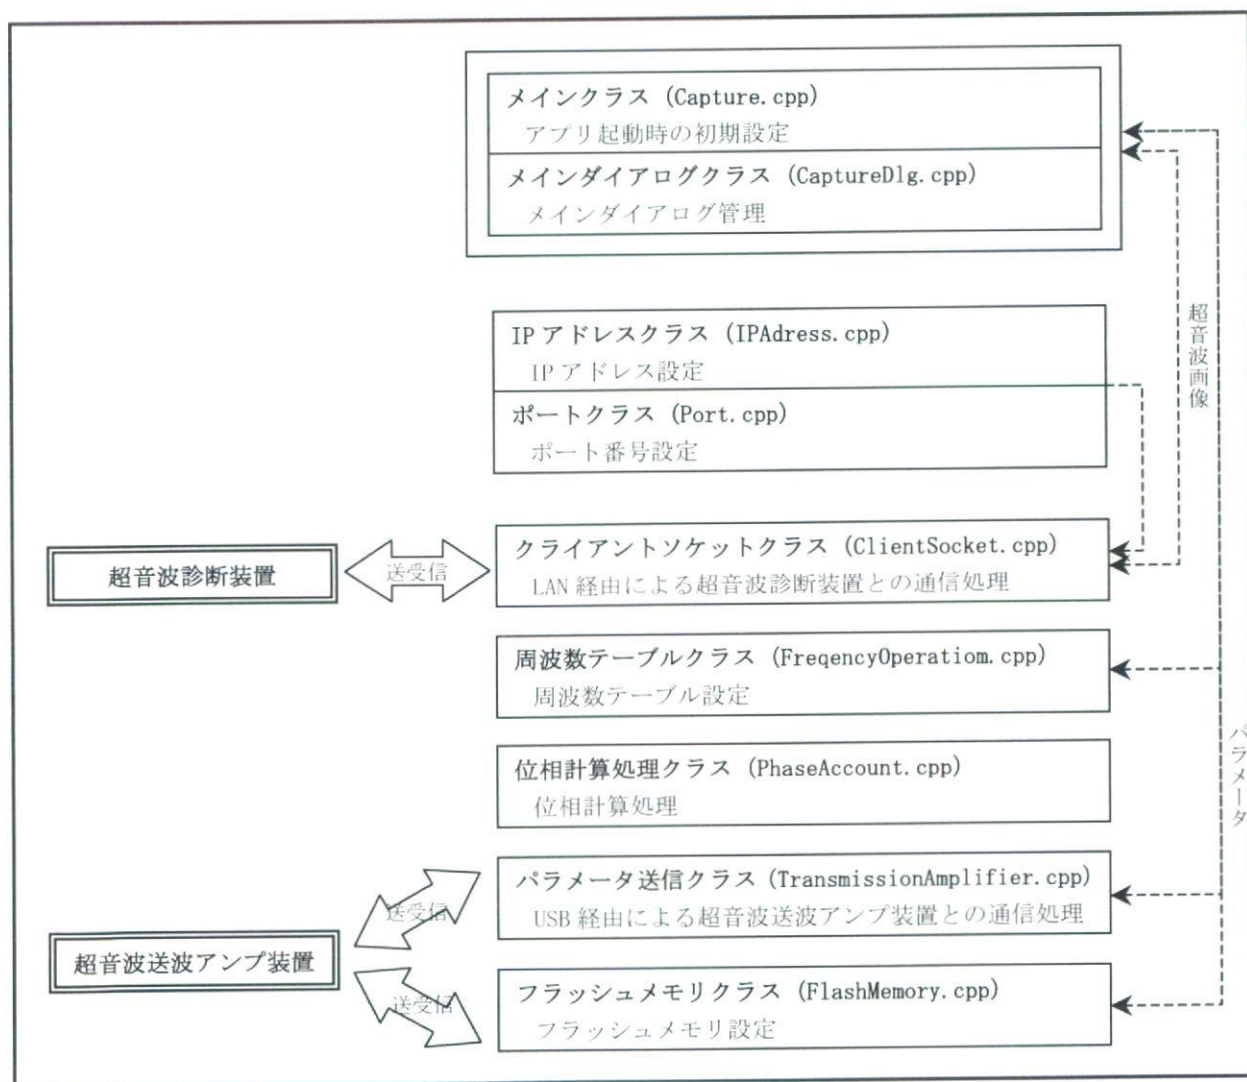 メインクラス (Capture.cpp)
アプリ起動時の初期設定
メインダイアログクラス (CaptureDlg.cpp)
メインダイアログ管理
超音波画像
IP アドレスクラス (IPAdress.cpp)
IP アドレス設定
ポートクラス (Port.cpp)
ポート番号設定
超音波診断装置
送受信
クライアントソケットクラス (ClientSocket.cpp)
LAN 経由による超音波診断装置との通信処理
周波数テーブルクラス (FreqencyOperatiom.cpp)
周波数テーブル設定
パラメータ
位相計算処理クラス (PhaseAccount.cpp)
位相計算処理
パラメータ送信クラス (TransmissionAmplifier.cpp)
USB 経由による超音波送波アンプ装置との通信処理
送受信
超音波送波アンプ装置
送受信
フラッシュメモリクラス (FlashMemory.cpp)
フラッシュメモリ設定